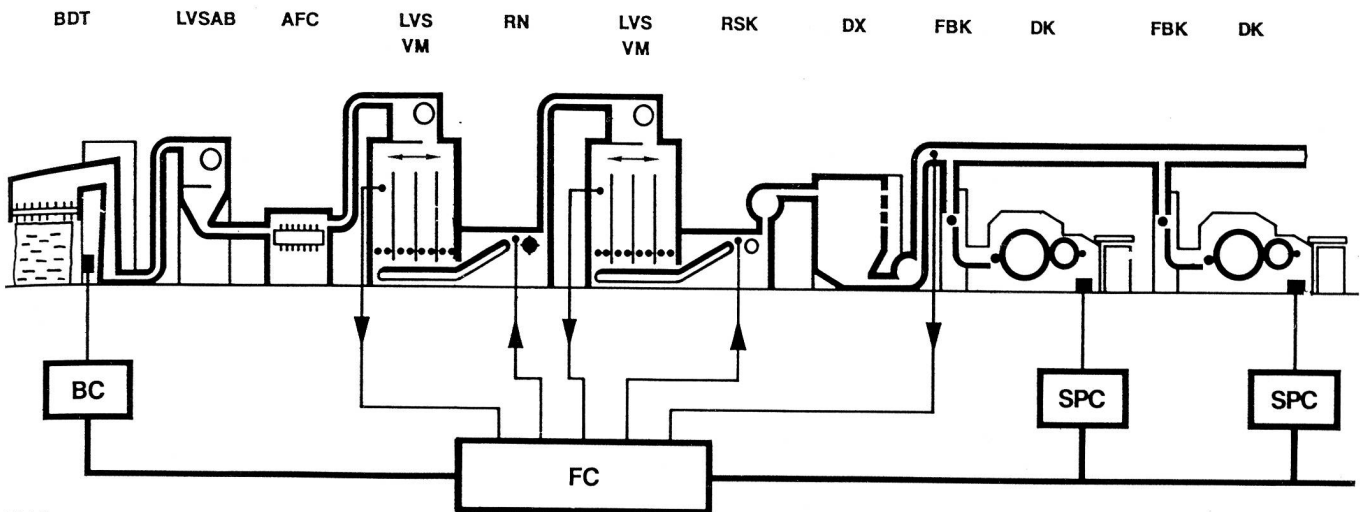 BDT LVSAB AFC LVS RN LVS RSK DX FBK DK FBK DK
VM VM
BC SPC SPC
FC